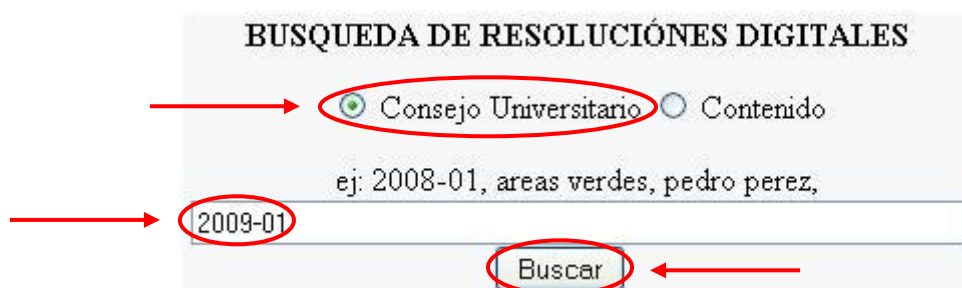 BUSQUEDA DE RESOLUCIÓNES DIGITALES
Consejo Universitario Contenido
ej: 2008-01, areas verdes, pedro perez,
2009-01
Buscar